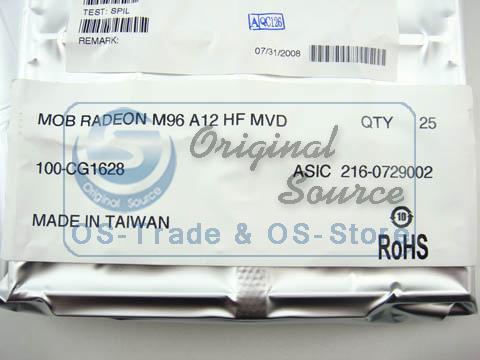 TEST: SPIL
A QC126
REMARK:
07/31/2008
MOB RADEON M96 A12 HF MVD QTY 25
Original
100-CG1628 ASIC 216-0729002
Source
Original Source
MADE IN TAIWAN
10
OS-Trade & OS-Store
RoHS